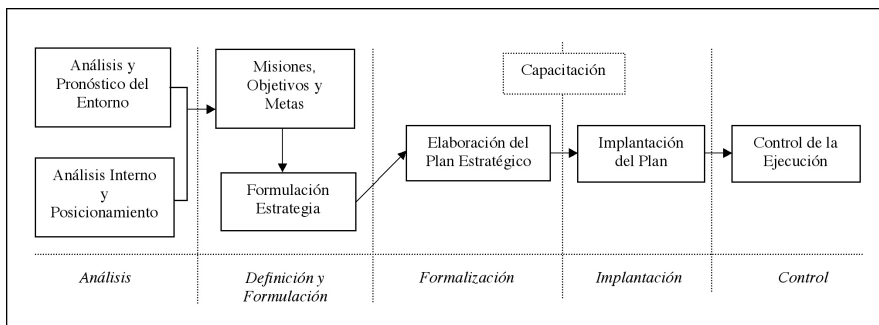 Análisis y
Pronóstico del
Entorno
Análisis Interno
y
Posicionamiento
Misiones,
Objetivos y
Metas
Formulación
Estrategia
Capacitación
Elaboración del
Plan Estratégico
Implantación
del Plan
Control de la
Ejecución
Análisis
Definición y
Formulación
Formalización
Implantación
Control